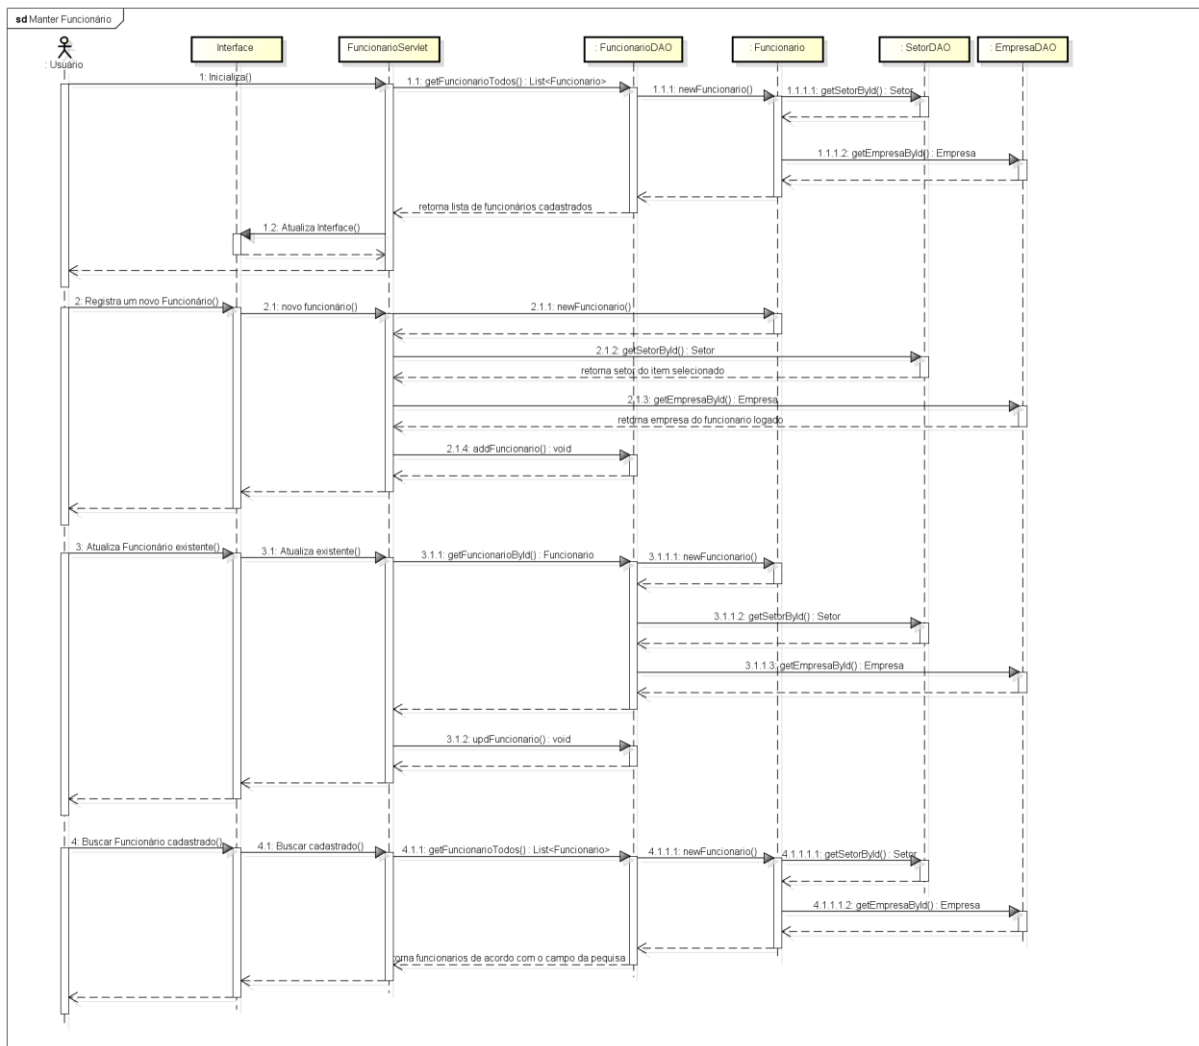 sd Manter Funcionário
: Usuário
Interface
FuncionarioServlet
: FuncionarioDAO
: Funcionario
: SetorDAO
: EmpresaDAO
1: Inicializa()
1.1: getFuncionarioTodos() : List<Funcionario>
1.1.1: newFuncionario()
1.1.1.1: getSetorById() : Setor
1.1.1.2: getEmpresaById() : Empresa
retorna lista de funcionários cadastrados
1.2: Atualiza Interface()
2: Registra um novo Funcionário()
2.1: novo funcionário()
2.1.1: newFuncionario()
2.1.2: getSetorById() : Setor
retorna setor do item selecionado
2.1.3: getEmpresaById() : Empresa
retorna empresa do funcionario logado
2.1.4: addFuncionario() : void
3: Atualiza Funcionário existente()
3.1: Atualiza existente()
3.1.1: getFuncionarioById() : Funcionario
3.1.1.1: newFuncionario()
3.1.1.2: getSetorById() : Setor
3.1.1.3: getEmpresaById() : Empresa
3.1.2: updFuncionario() : void
4: Buscar Funcionário cadastrado()
4.1: Buscar cadastrado()
4.1.1: getFuncionarioTodos() : List<Funcionario>
4.1.1.1: newFuncionario()
4.1.1.1.1: getSetorById() : Setor
4.1.1.1.2: getEmpresaById() : Empresa
funcionarios de acordo com o campo da pequisa